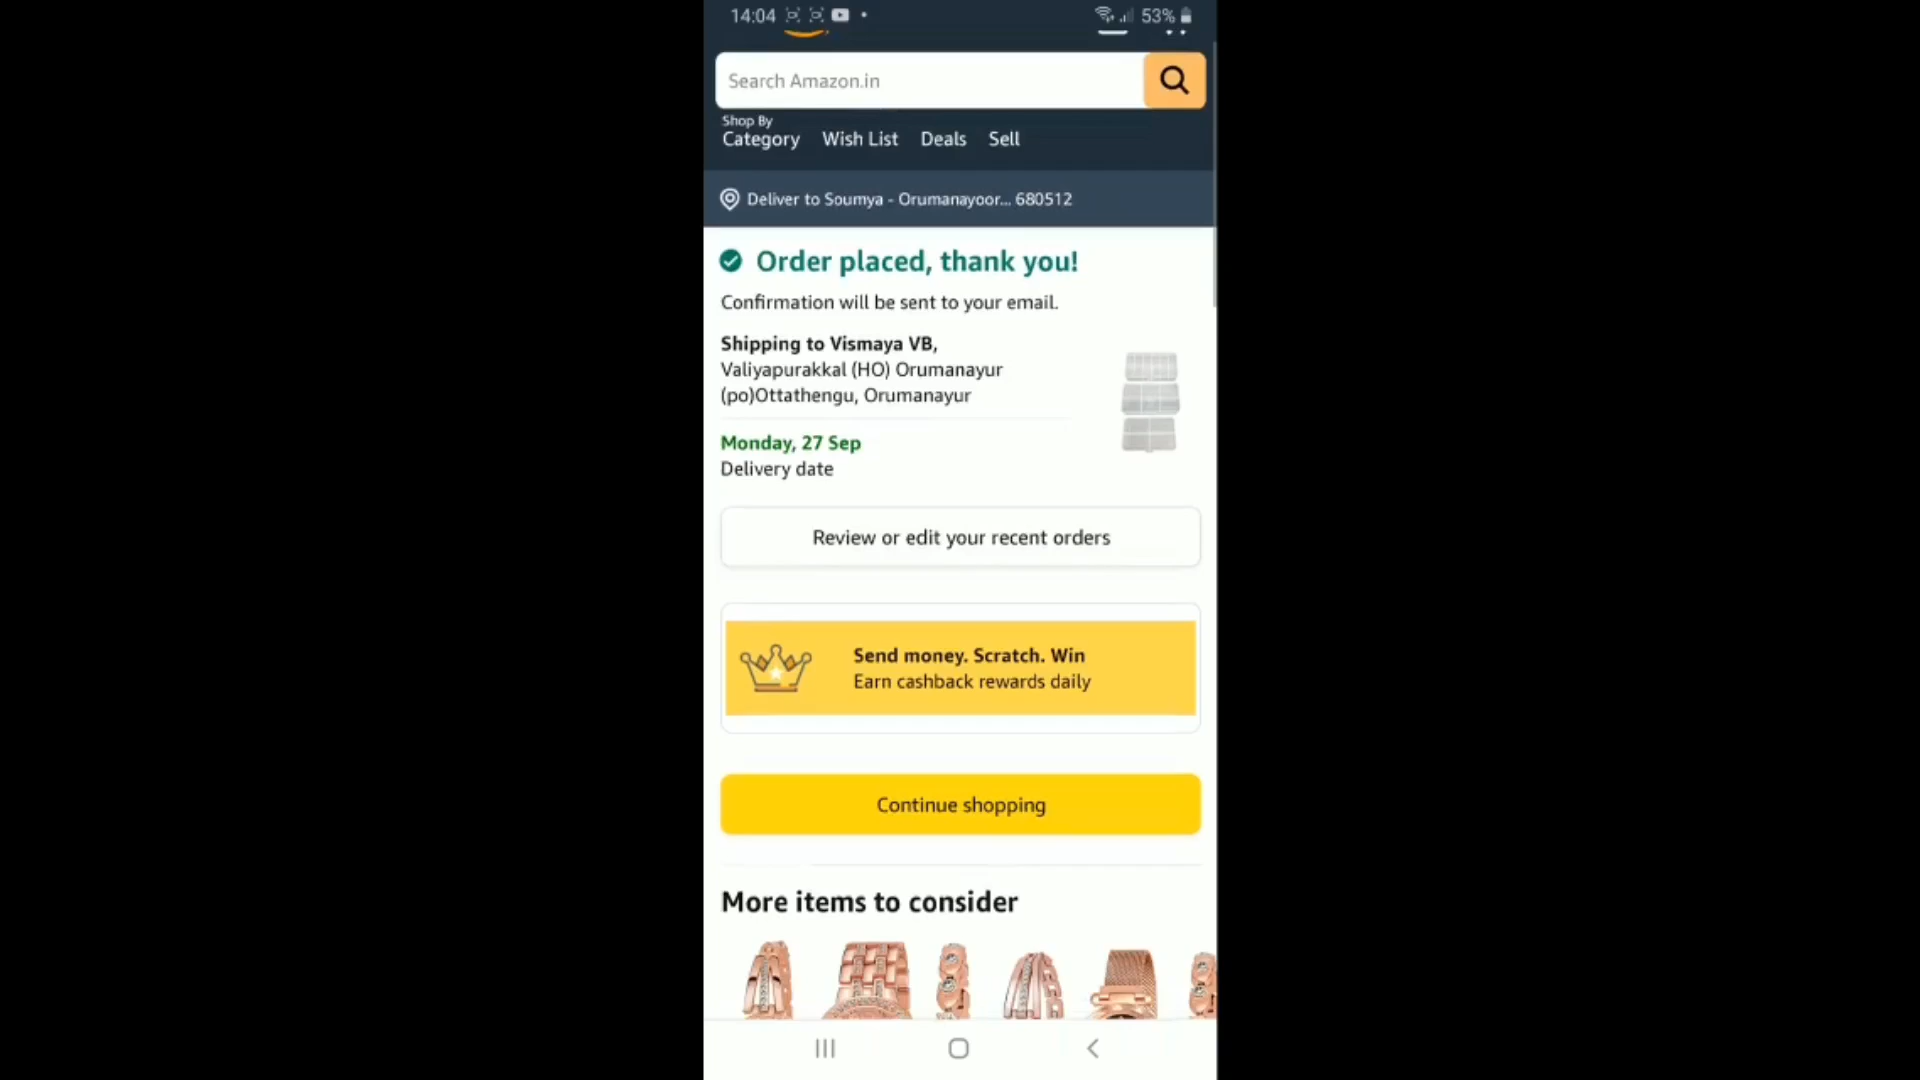 14:04
53%
Search Amazon.in
Shop By
Category Wish List Deals Sell
Deliver to Soumya - Orumanayoor... 680512
Order placed, thank you!
Confirmation will be sent to your email.
Shipping to Vismaya VB,
Valiyapurakkal (HO) Orumanayur
(po)Ottathengu, Orumanayur
Monday, 27 Sep
Delivery date
Review or edit your recent orders
Send money. Scratch. Win
Earn cashback rewards daily
Continue shopping
More items to consider